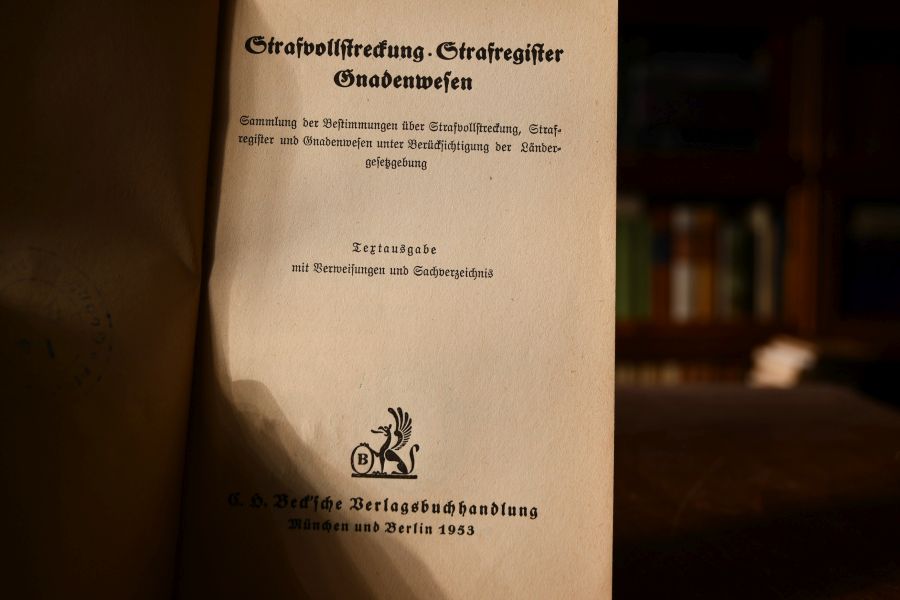 Strafvollstreckung · Strafregister
Gnadenwesen
Sammlung der Bestimmungen über Strafvollstreckung, Straf-
register und Gnadenwesen unter Berücksichtigung der Länder-
gesetzgebung
Textausgabe
mit Verweisungen und Sachverzeichnis
B
C. H. Beck'sche Verlagsbuchhandlung
München und Berlin 1953